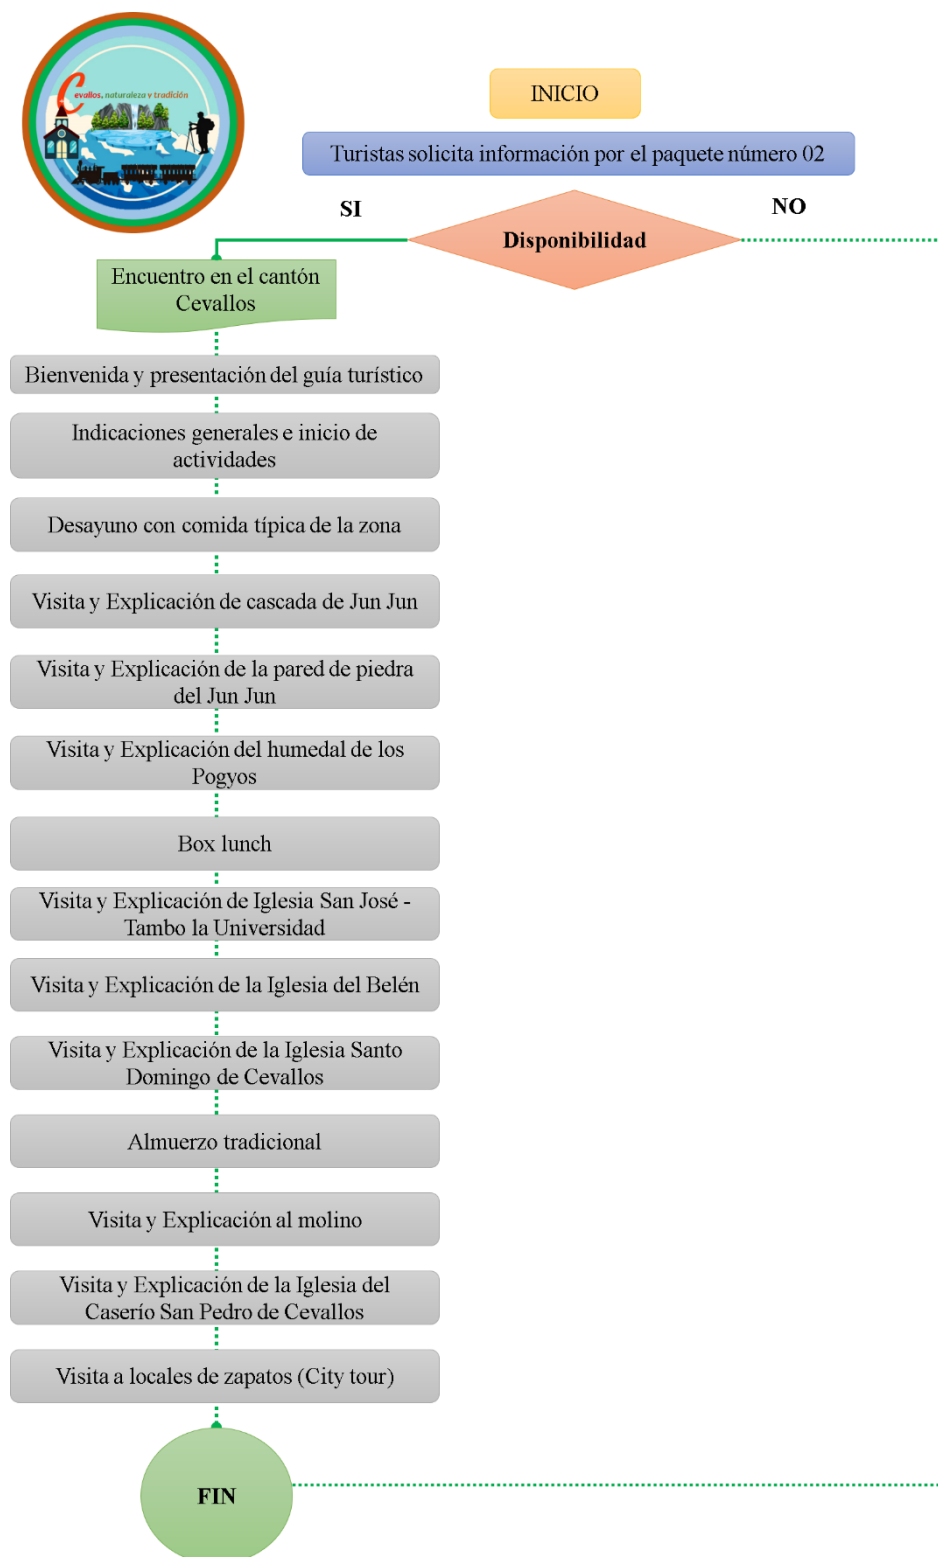 Cevallos, naturaleza y tradición
INICIO
Turistas solicita información por el paquete número 02
SI
NO
Disponibilidad
Encuentro en el cantón
Cevallos
Bienvenida y presentación del guía turístico
Indicaciones generales e inicio de
actividades
Desayuno con comida típica de la zona
Visita y Explicación de cascada de Jun Jun
Visita y Explicación de la pared de piedra
del Jun Jun
Visita y Explicación del humedal de los
Pogyos
Box lunch
Visita y Explicación de Iglesia San José -
Tambo la Universidad
Visita y Explicación de la Iglesia del Belén
Visita y Explicación de la Iglesia Santo
Domingo de Cevallos
Almuerzo tradicional
Visita y Explicación al molino
Visita y Explicación de la Iglesia del
Caserío San Pedro de Cevallos
Visita a locales de zapatos (City tour)
FIN